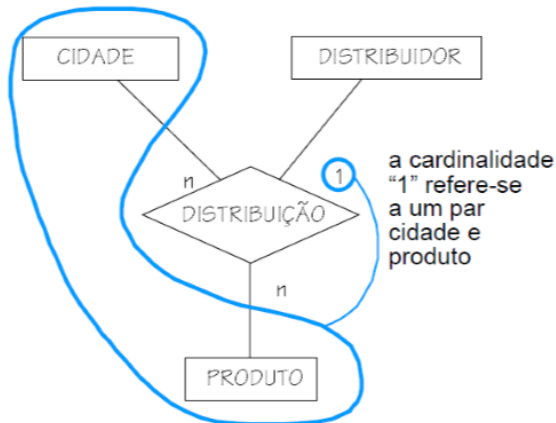 CIDADE
DISTRIBUIDOR
n
1
DISTRIBUIÇÃO
n
PRODUTO
a cardinalidade
“1” refere-se
a um par
cidade e
produto